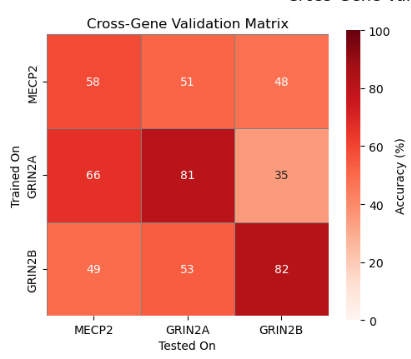 Cross-Gene Validation Matrix
MECP2
GRIN2A
GRIN2B
Trained On
58 51 48
66 81 35
49 53 82
MECP2 GRIN2A GRIN2B
Tested On
100
80
60
40
20
0
Accuracy (%)